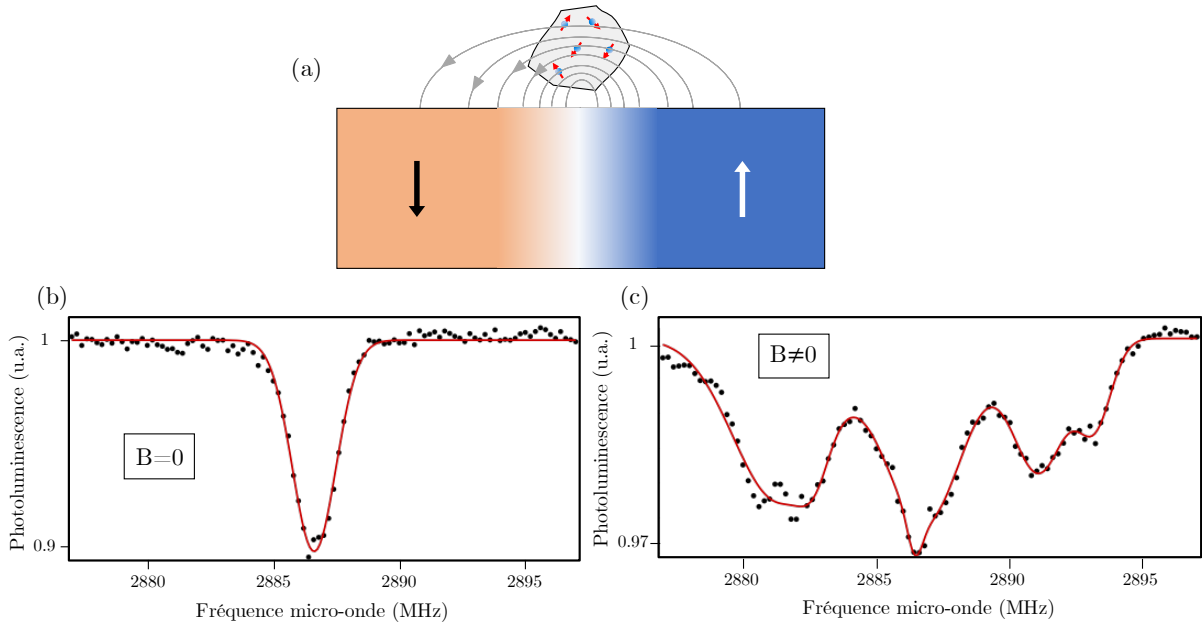 (a)
(b)
(c)
Photoluminescence (u.a.)
1
0.9
B=0
2880 2885 2890 2895
Fréquence micro-onde (MHz)
Photoluminescence (u.a.)
1
0.97
B≠0
2880 2885 2890 2895
Fréquence micro-onde (MHz)